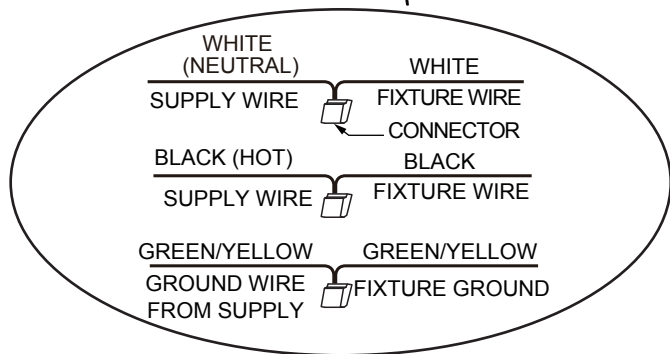 WHITE
(NEUTRAL)
WHITE
SUPPLY WIRE
FIXTURE WIRE
CONNECTOR
BLACK (HOT)
BLACK
SUPPLY WIRE
FIXTURE WIRE
GREEN/YELLOW
GREEN/YELLOW
GROUND WIRE
FROM SUPPLY
FIXTURE GROUND